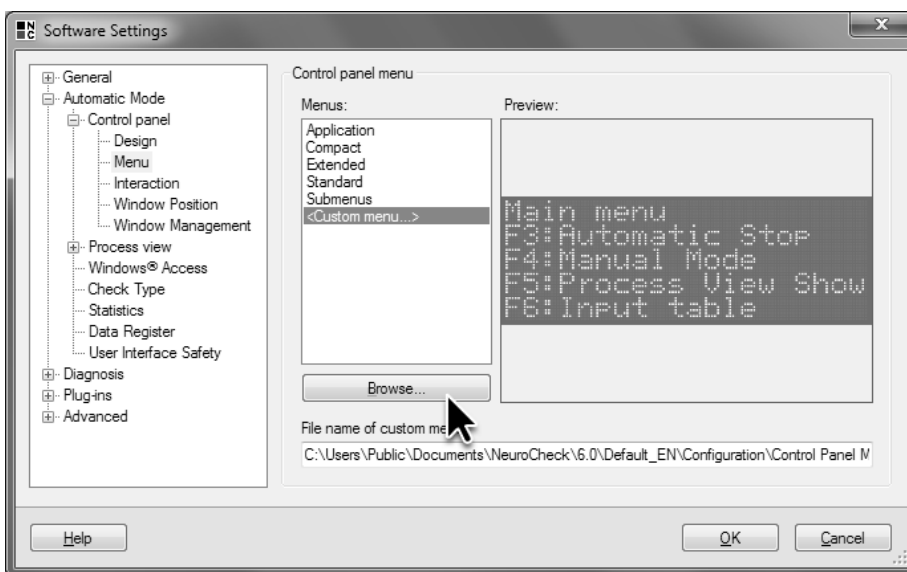 NC Software Settings
x
General
Automatic Mode
Control panel
Design
Menu
Interaction
Window Position
Window Management
Process view
Windows® Access
Check Type
Statistics
Data Register
User Interface Safety
Diagnosis
Plug-ins
Advanced
Control panel menu
Menus:
Application
Compact
Extended
Standard
Submenus
<Custom menu...>
Browse...
Preview:
Main menu
F3:Automatic Stop
F4:Manual Mode
F5:Process View Show
F6:Input table
File name of custom me
C:\Users\Public\Documents\NeuroCheck\6.0\Default_EN\Configuration\Control Panel M
Help
OK
Cancel